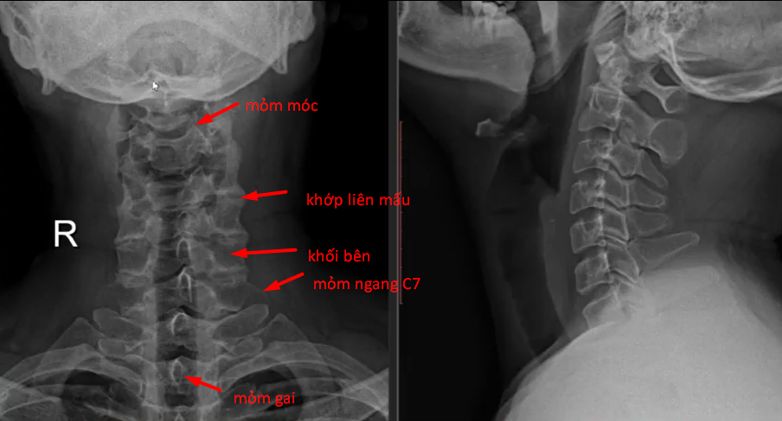 mỏm móc
khớp liên mấu
R
khối bên
mỏm ngang C7
mỏm gai